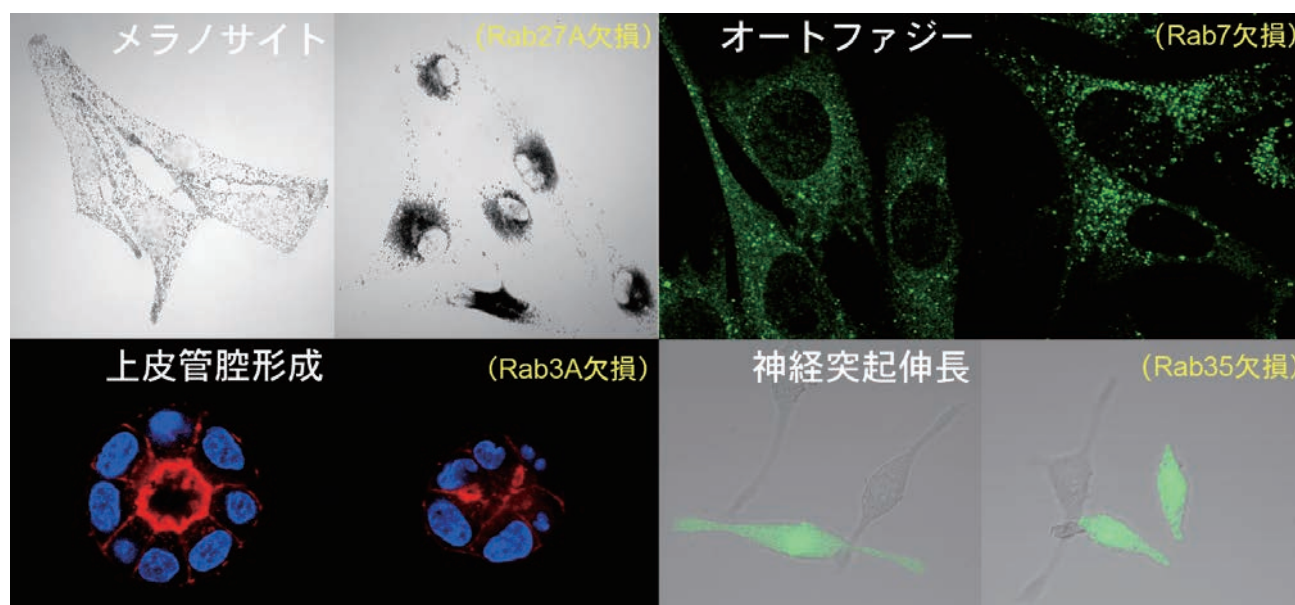 メラノサイト
(Rab27A欠損)
オートファジー
(Rab7欠損)
上皮管腔形成
(Rab3A欠損)
神経突起伸長
(Rab35欠損)